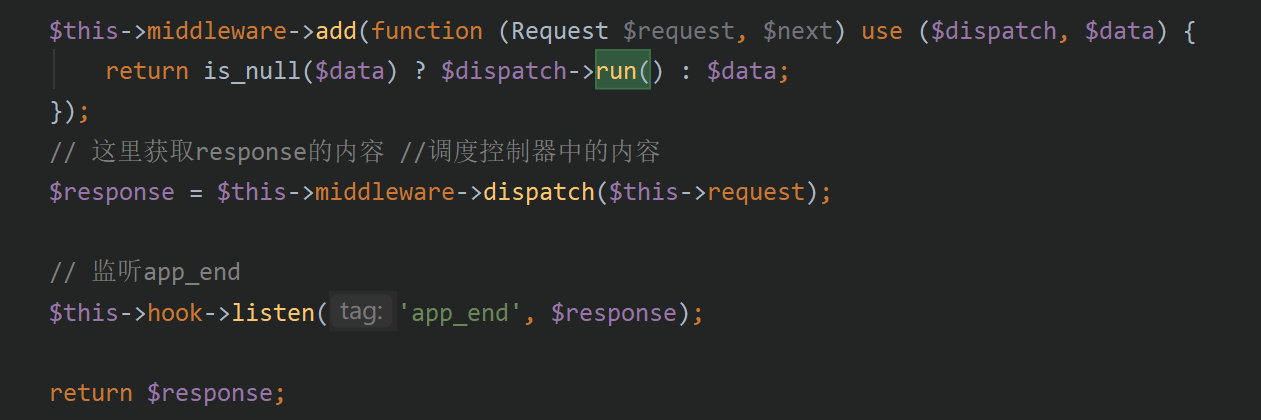 $this->middleware->add(function (Request $request, $next) use ($dispatch, $data) {
return is_null($data) ? $dispatch->run() : $data;
});
// 这里获取response的内容 //调度控制器中的内容
$response = $this->middleware->dispatch($this->request);
// 监听app_end
$this->hook->listen( tag: 'app_end', $response);
return $response;